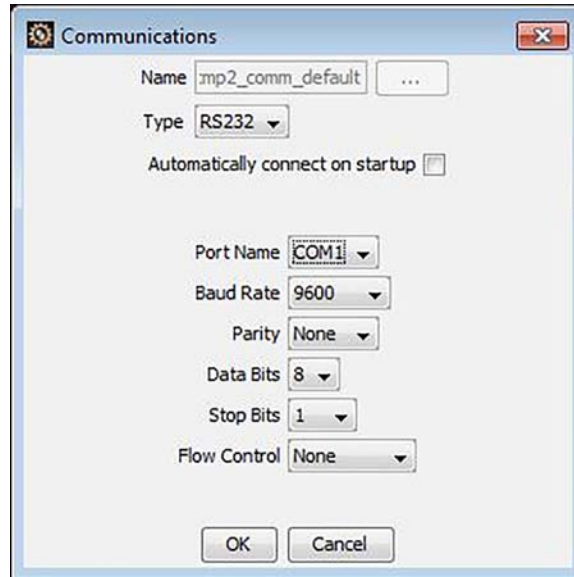 Communications
Name :mp2_comm_default ...
Type RS232
Automatically connect on startup
Port Name COM1
Baud Rate 9600
Parity None
Data Bits 8
Stop Bits 1
Flow Control None
OK Cancel